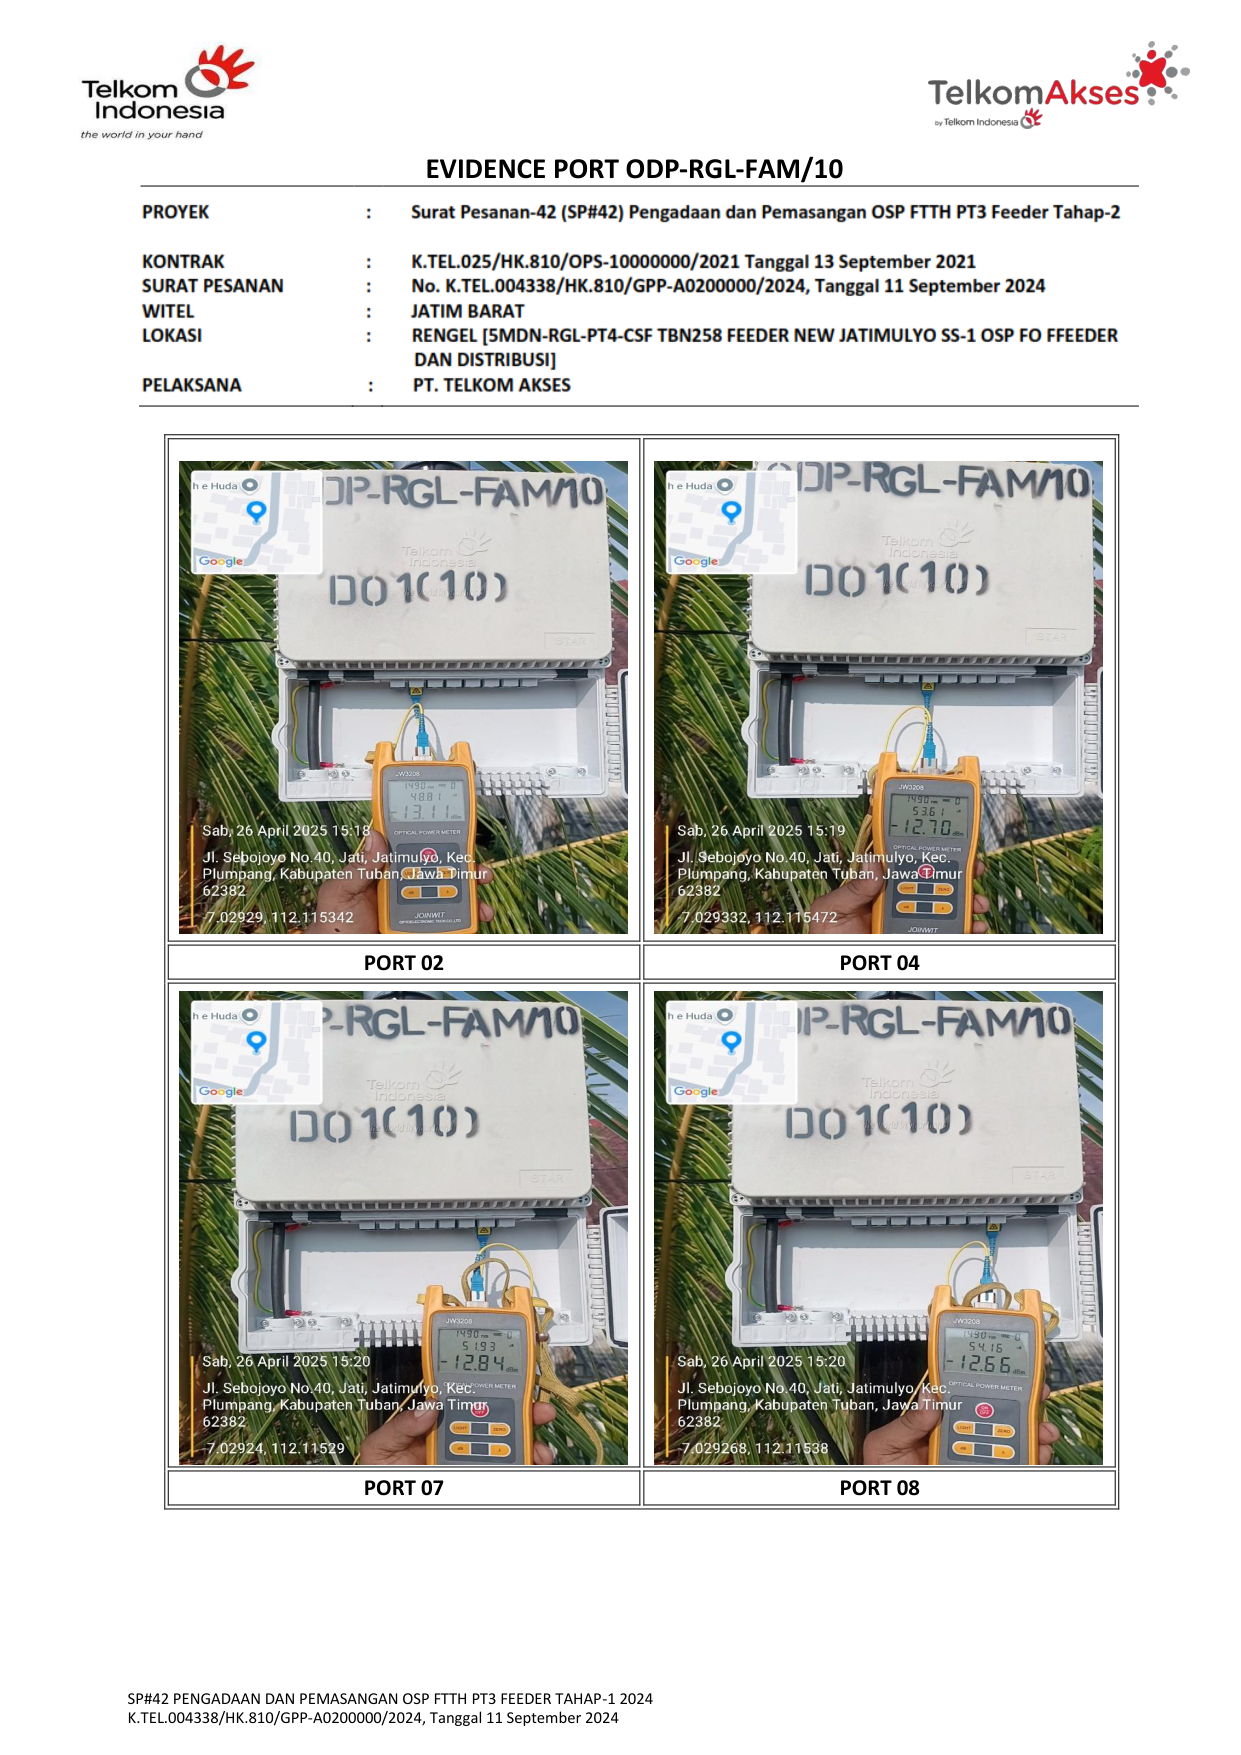 Telkom
Indonesia
the world in your hand
TelkomAkses
by Telkom Indonesia
EVIDENCE PORT ODP-RGL-FAM/10
PROYEK : Surat Pesanan-42 (SP#42) Pengadaan dan Pemasangan OSP FTTH PT3 Feeder Tahap-2
KONTRAK : K.TEL.025/HK.810/OPS-10000000/2021 Tanggal 13 September 2021
SURAT PESANAN : No. K.TEL.004338/HK.810/GPP-A0200000/2024, Tanggal 11 September 2024
WITEL : JATIM BARAT
LOKASI : RENGEL [5MDN-RGL-PT4-CSF TBN258 FEEDER NEW JATIMULYO SS-1 OSP FO FFEEDER
DAN DISTRIBUSI]
PELAKSANA : PT. TELKOM AKSES
h e Huda
Google
DP-RGL-FAM/10
Telkom
Indonesia
D01(10)
STAR
JW3208
1490
48.81
13.11
OPTICAL POWER METER
Sab, 26 April 2025 15:18
Jl. Sebojoyo No.40, Jati, Jatimulyo, Kec.
Plumpang, Kabupaten Tuban, Jawa Timur
62382
-7.02929, 112.115342
JOINWIT
h e Huda
Google
ODP-RGL-FAM/10
Telkom
Indonesia
D01(10)
STAR
JW3208
1490
53.61
-12.70
OPTICAL POWER METER
Sab, 26 April 2025 15:19
Jl. Sebojoyo No.40, Jati, Jatimulyo, Kec.
Plumpang, Kabupaten Tuban, Jawa Timur
62382
-7.029332, 112.115472
ZERO
JOINWIT
PORT 02
PORT 04
h e Huda
Google
P-RGL-FAM/10
Telkom
Indonesia
D01(10)
STAR
JW3208
1490
51.93
-12.84 dBm
OPTICAL POWER METER
Sab, 26 April 2025 15:20
Jl. Sebojoyo No.40, Jati, Jatimulyo, Kec.
Plumpang, Kabupaten Tuban, Jawa Timur
62382
-7.02924, 112.11529
LIGHT
ZERO
h e Huda
Google
DP-RGL-FAM/10
Telkom
Indonesia
D01(10)
STAR
JW3208
1490
54.16
-12.66 dBm
OPTICAL POWER METER
Sab, 26 April 2025 15:20
Jl. Sebojoyo No.40, Jati, Jatimulyo, Kec.
Plumpang, Kabupaten Tuban, Jawa Timur
62382
-7.029268, 112.11538
LIGHT
ZERO
PORT 07
PORT 08
SP#42 PENGADAAN DAN PEMASANGAN OSP FTTH PT3 FEEDER TAHAP-1 2024
K.TEL.004338/HK.810/GPP-A0200000/2024, Tanggal 11 September 2024